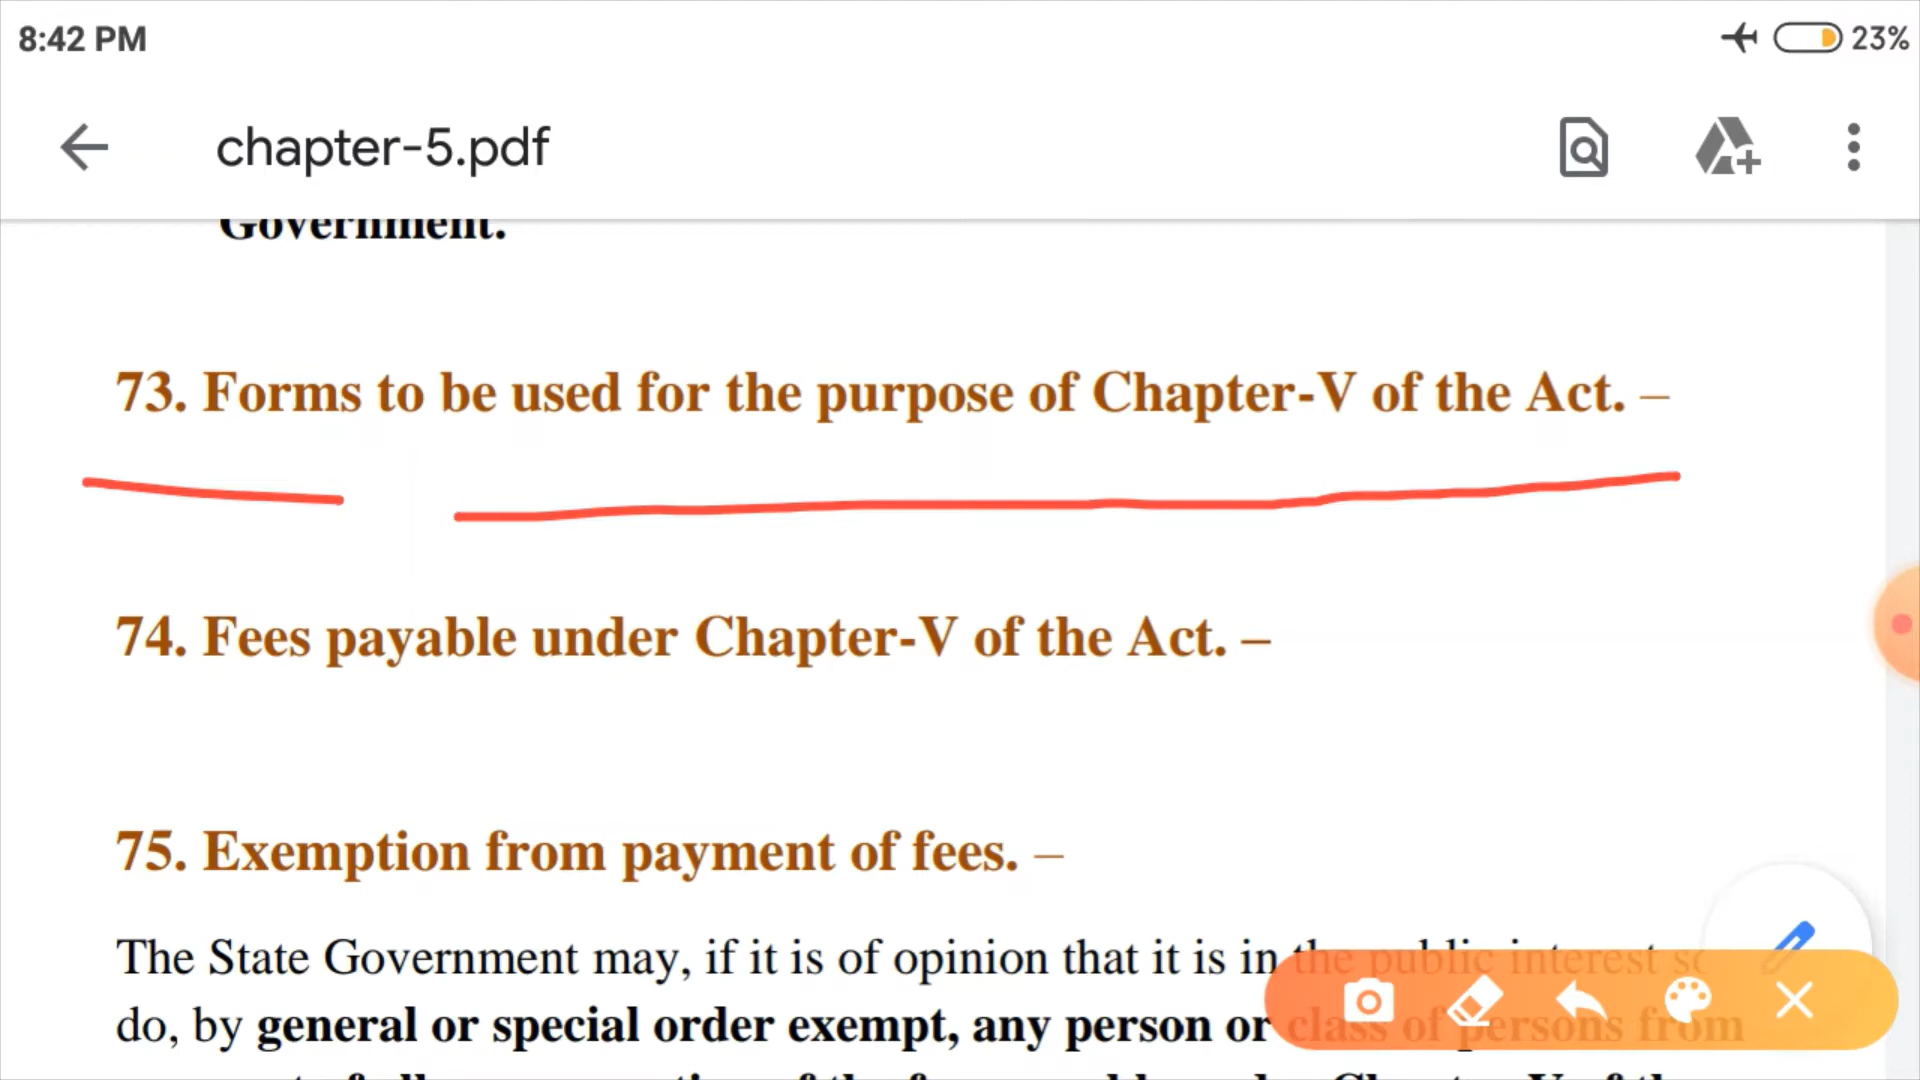 8:42 PM
23%
chapter-5.pdf
Government.
73. Forms to be used for the purpose of Chapter-V of the Act. –
74. Fees payable under Chapter-V of the Act. –
75. Exemption from payment of fees. –
The State Government may, if it is of opinion that it is in the public interest so
do, by general or special order exempt, any person or class of persons from